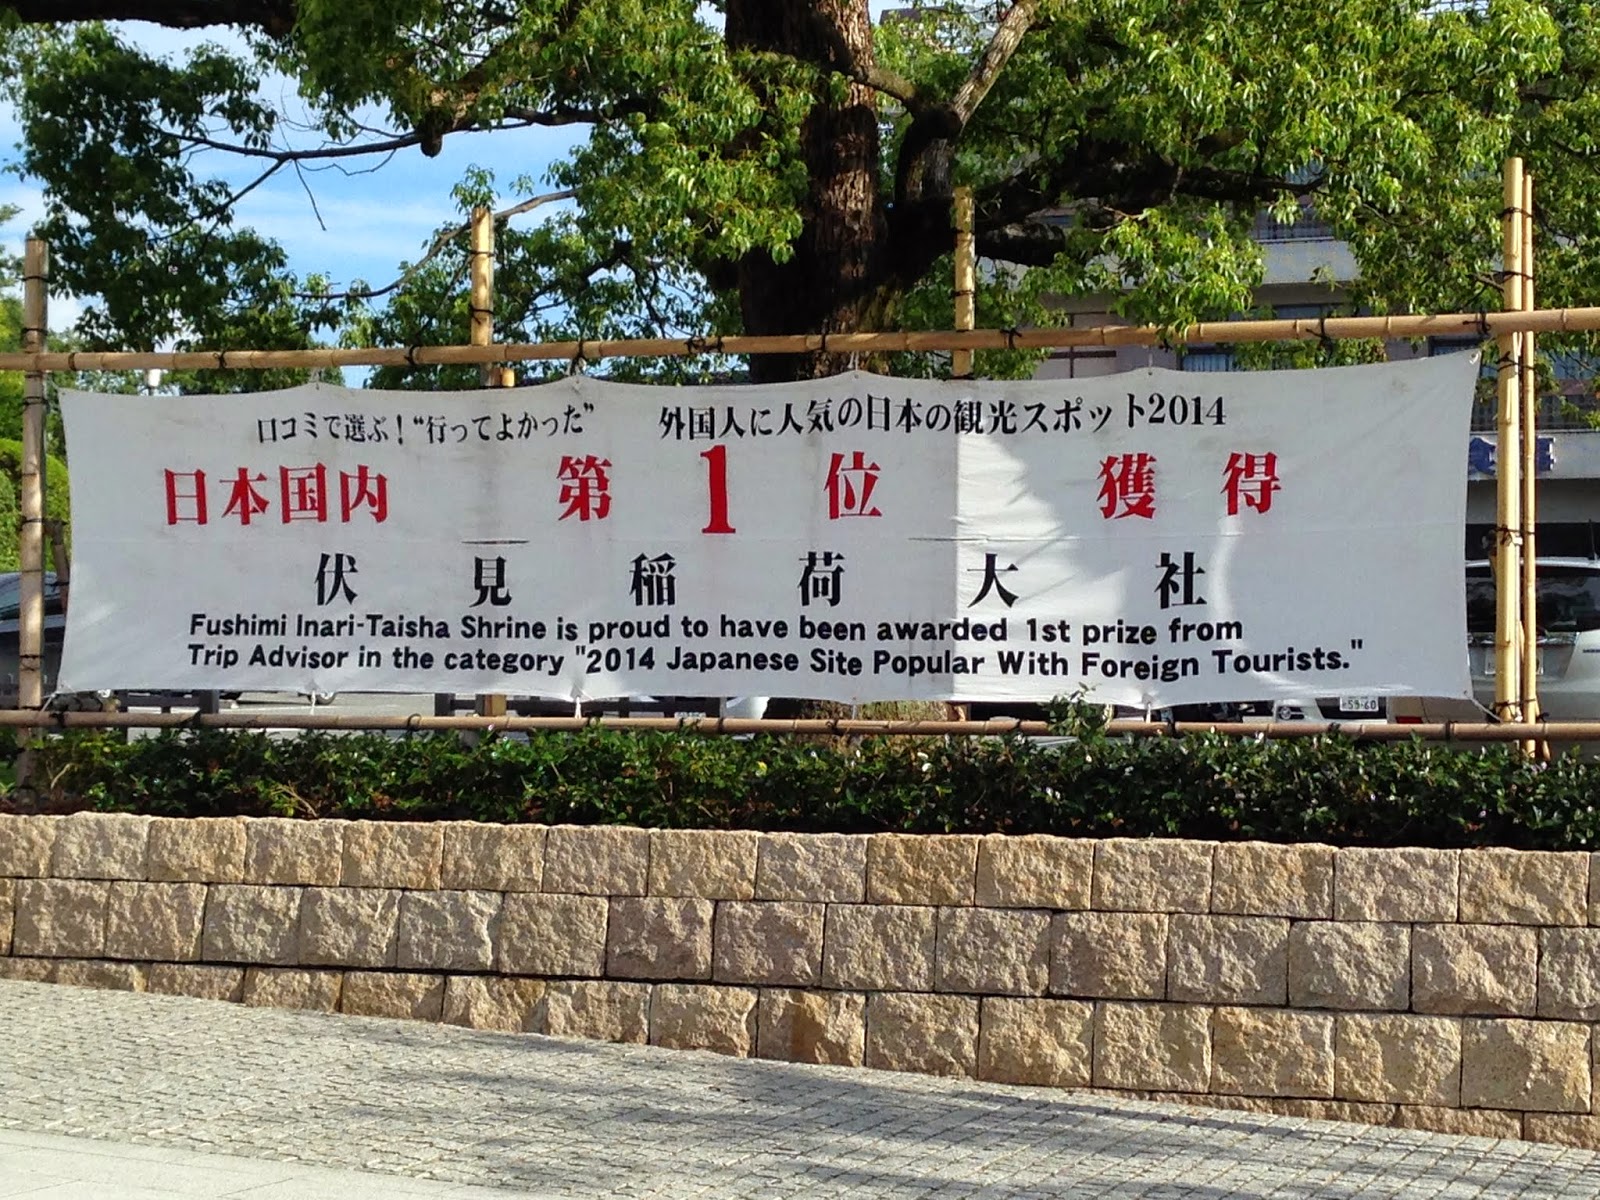 口コミで選ぶ！“行ってよかった” 外国人に人気の日本の観光スポット2014
日本国内 第1位 獲得
伏見稲荷大社
Fushimi Inari-Taisha Shrine is proud to have been awarded 1st prize from
Trip Advisor in the category "2014 Japanese Site Popular With Foreign Tourists."
59-60